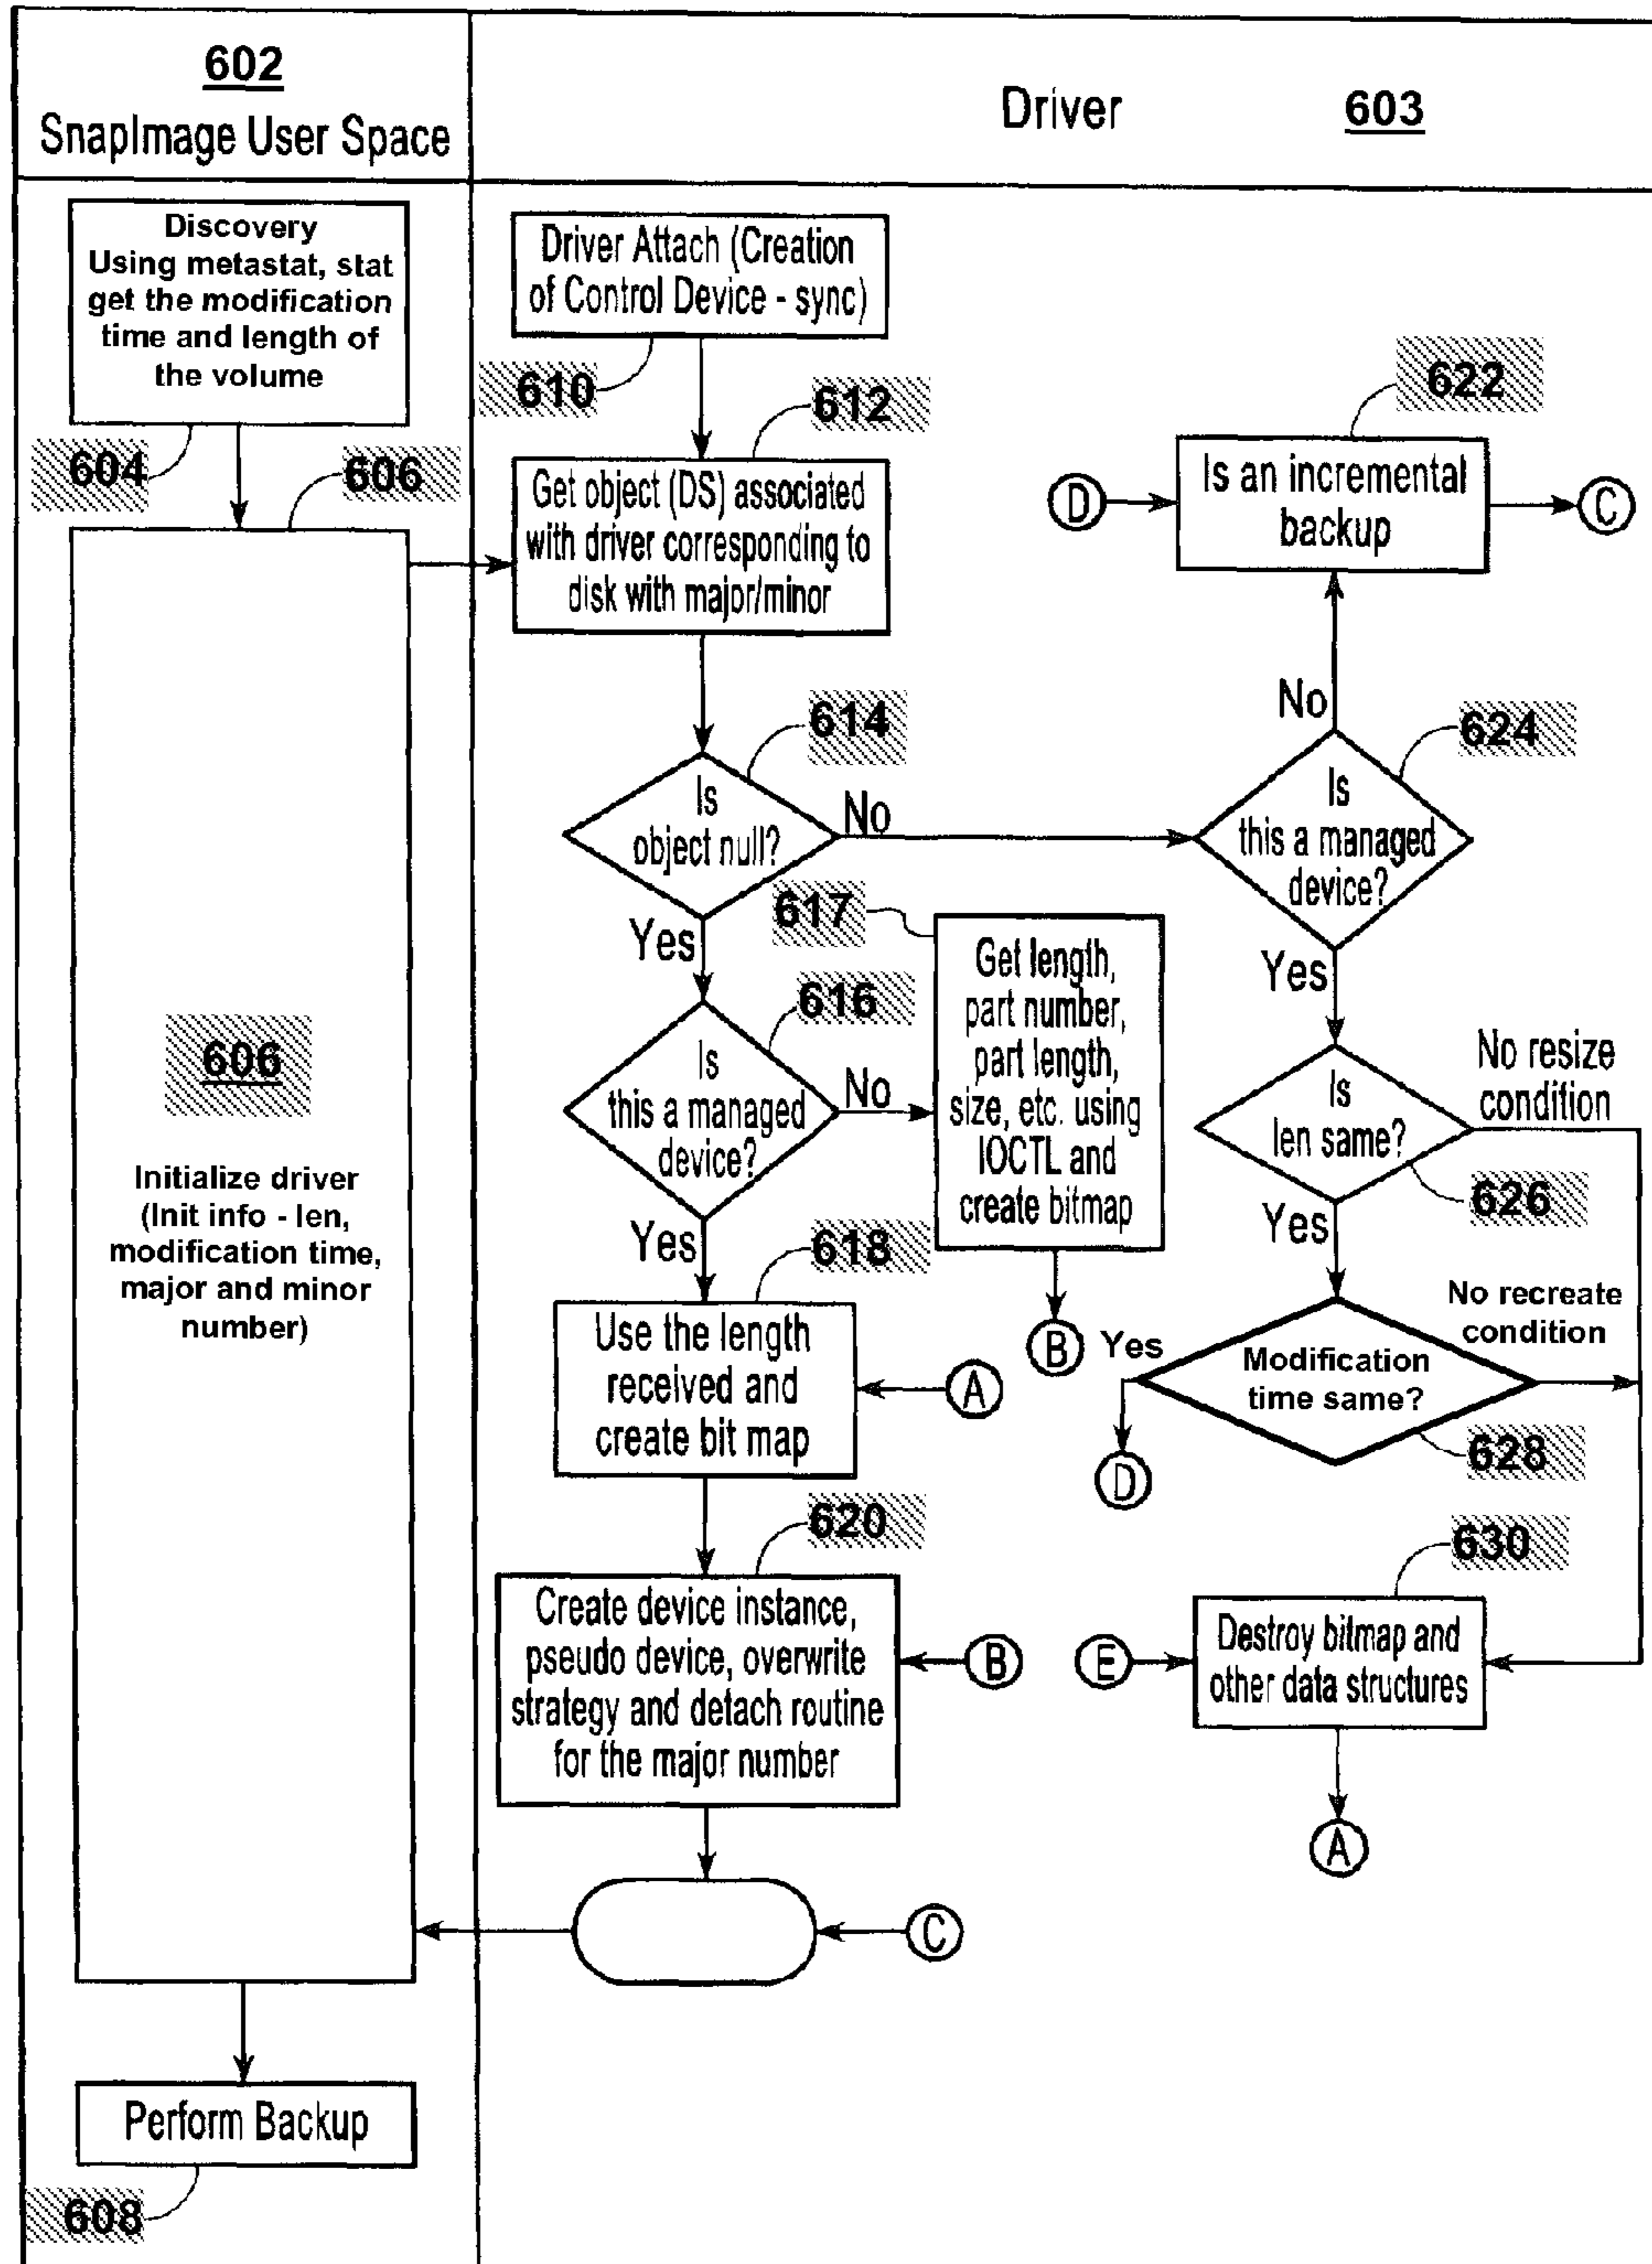 602
SnapImage User Space
Driver
603
Discovery
Using metastat, stat
get the modification
time and length of
the volume
604
606
606
Initialize driver
(Init info - len,
modification time,
major and minor
number)
Perform Backup
608
Driver Attach (Creation
of Control Device - sync)
610
612
Get object (DS) associated
with driver corresponding to
disk with major/minor
614
Is
object null?
No
Yes
616
Is
this a managed
device?
No
Yes
617
Get length,
part number,
part length,
size, etc. using
IOCTL and
create bitmap
B
618
Use the length
received and
create bit map
A
620
Create device instance,
pseudo device, overwrite
strategy and detach routine
for the major number
B
C
622
D
Is an incremental
backup
C
No
624
Is
this a managed
device?
Yes
No resize
condition
Is
len same?
626
Yes
No recreate
condition
Yes
Modification
time same?
628
D
630
E
Destroy bitmap and
other data structures
A